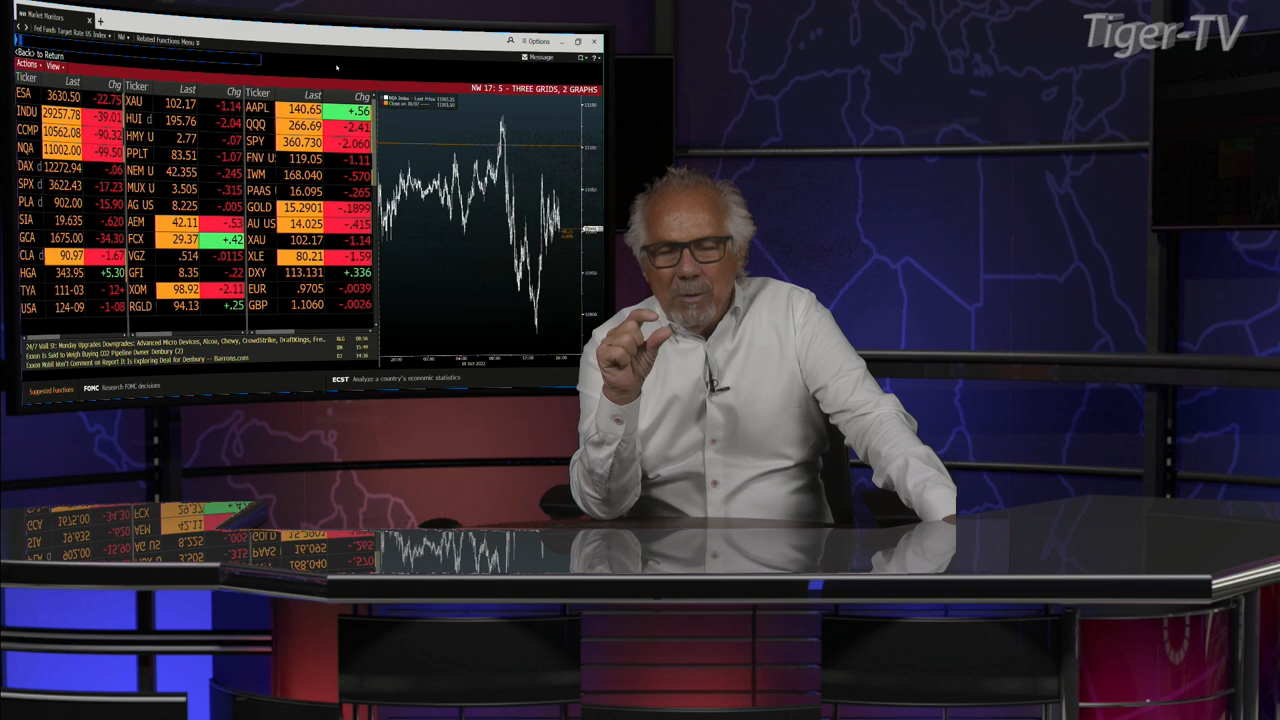 Market Monitors x +
Tiger-TV
Fed Funds Target Rate US Index NW Related Functions Menu
Options
<Back> to Return
Message
Actions View
NW 17: 5 - THREE GRIDS, 2 GRAPHS
Ticker Last Chg Ticker Last Chg Ticker Last Chg
ESA 3630.50 -22.75 XAU 102.17 -1.14 AAPL 140.65 +.56
INDU 29257.78 -39.01 HUI d 195.76 -2.04 QQQ 266.69 -2.41
CCMP 10562.08 -90.32 HMY U 2.77 -.07 SPY 360.730 -2.060
NQA 11002.00 -99.50 PPLT 83.51 -1.07 FNV U 119.05 -1.11
DAX d 12272.94 -.06 NEM U 42.355 -.245 IWM 168.040 -.570
SPX d 3622.43 -17.23 MUX U 3.505 -.315 PAAS 16.095 -.265
PLA d 902.00 -15.90 AG US 8.225 -.005 GOLD 15.2901 -.1899
SIA 19.635 -.620 AEM 42.11 -.53 AU US 14.025 -.415
GCA 1675.00 -34.30 FCX 29.37 +.42 XAU 102.17 -1.14
CLA d 90.97 -1.67 VGZ .514 -.0115 XLE 80.21 -1.59
HGA 343.95 +5.30 GFI 8.35 -.22 DXY 113.131 +.336
TYA 111-03 -12+ XOM 98.92 -2.11 EUR .9705 -.0039
USA 124-09 -1-08 RGLD 94.13 +.25 GBP 1.1060 -.0026
24/7 Wall St: Monday Upgrades Downgrades: Advanced Micro Devices, Alcoa, Chewy, CrowdStrike, DraftKings, Fre...
Exxon Is Said to Weigh Buying CO2 Pipeline Owner Denbury (2)
Exxon Mobil Won't Comment on Report It Is Exploring Deal for Denbury -- Barrons.com
10 Oct 2022
Suggested Functions FOMC Research FOMC decisions ECST Analyze a country's economic statistics